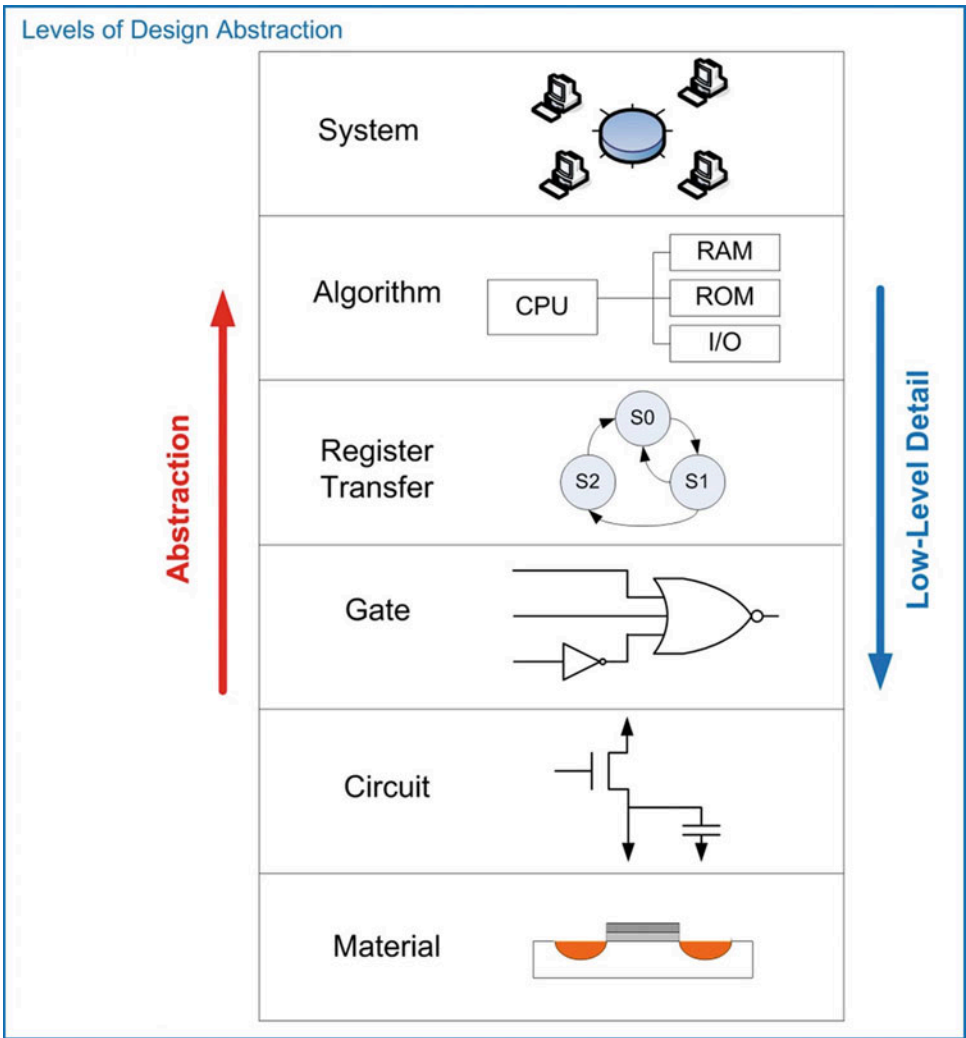 Levels of Design Abstraction
System
Algorithm
CPU
RAM
ROM
I/O
Register
Transfer
S0
S2
S1
Gate
Circuit
Material
Abstraction
Low-Level Detail